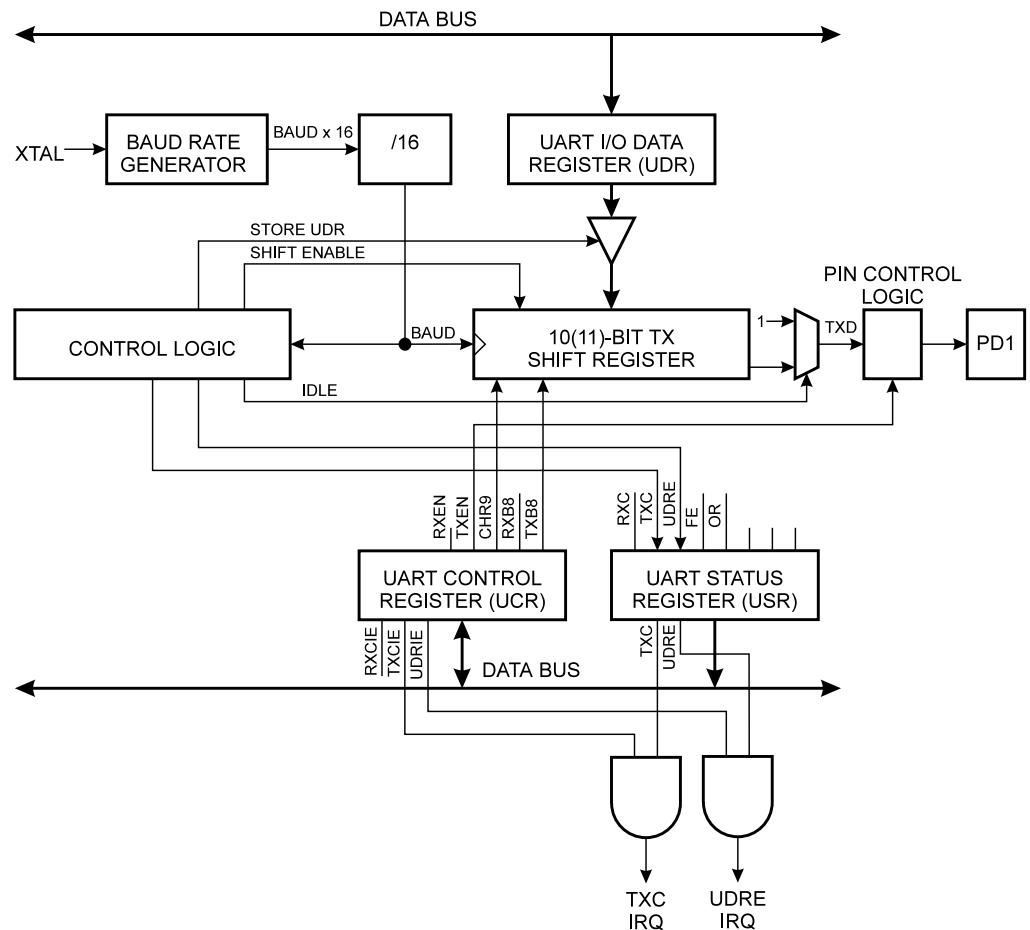 DATA BUS
XTAL
BAUD RATE
GENERATOR
BAUD x 16
/16
UART I/O DATA
REGISTER (UDR)
STORE UDR
SHIFT ENABLE
PIN CONTROL
LOGIC
CONTROL LOGIC
BAUD
10(11)-BIT TX
SHIFT REGISTER
1
TXD
PD1
IDLE
RXEN
TXEN
CHR9
RXB8
TXB8
RXC
TXC
UDRE
FE
OR
UART CONTROL
REGISTER (UCR)
UART STATUS
REGISTER (USR)
RXCIE
TXCIE
UDRIE
TXC
UDRE
DATA BUS
TXC
IRQ
UDRE
IRQ